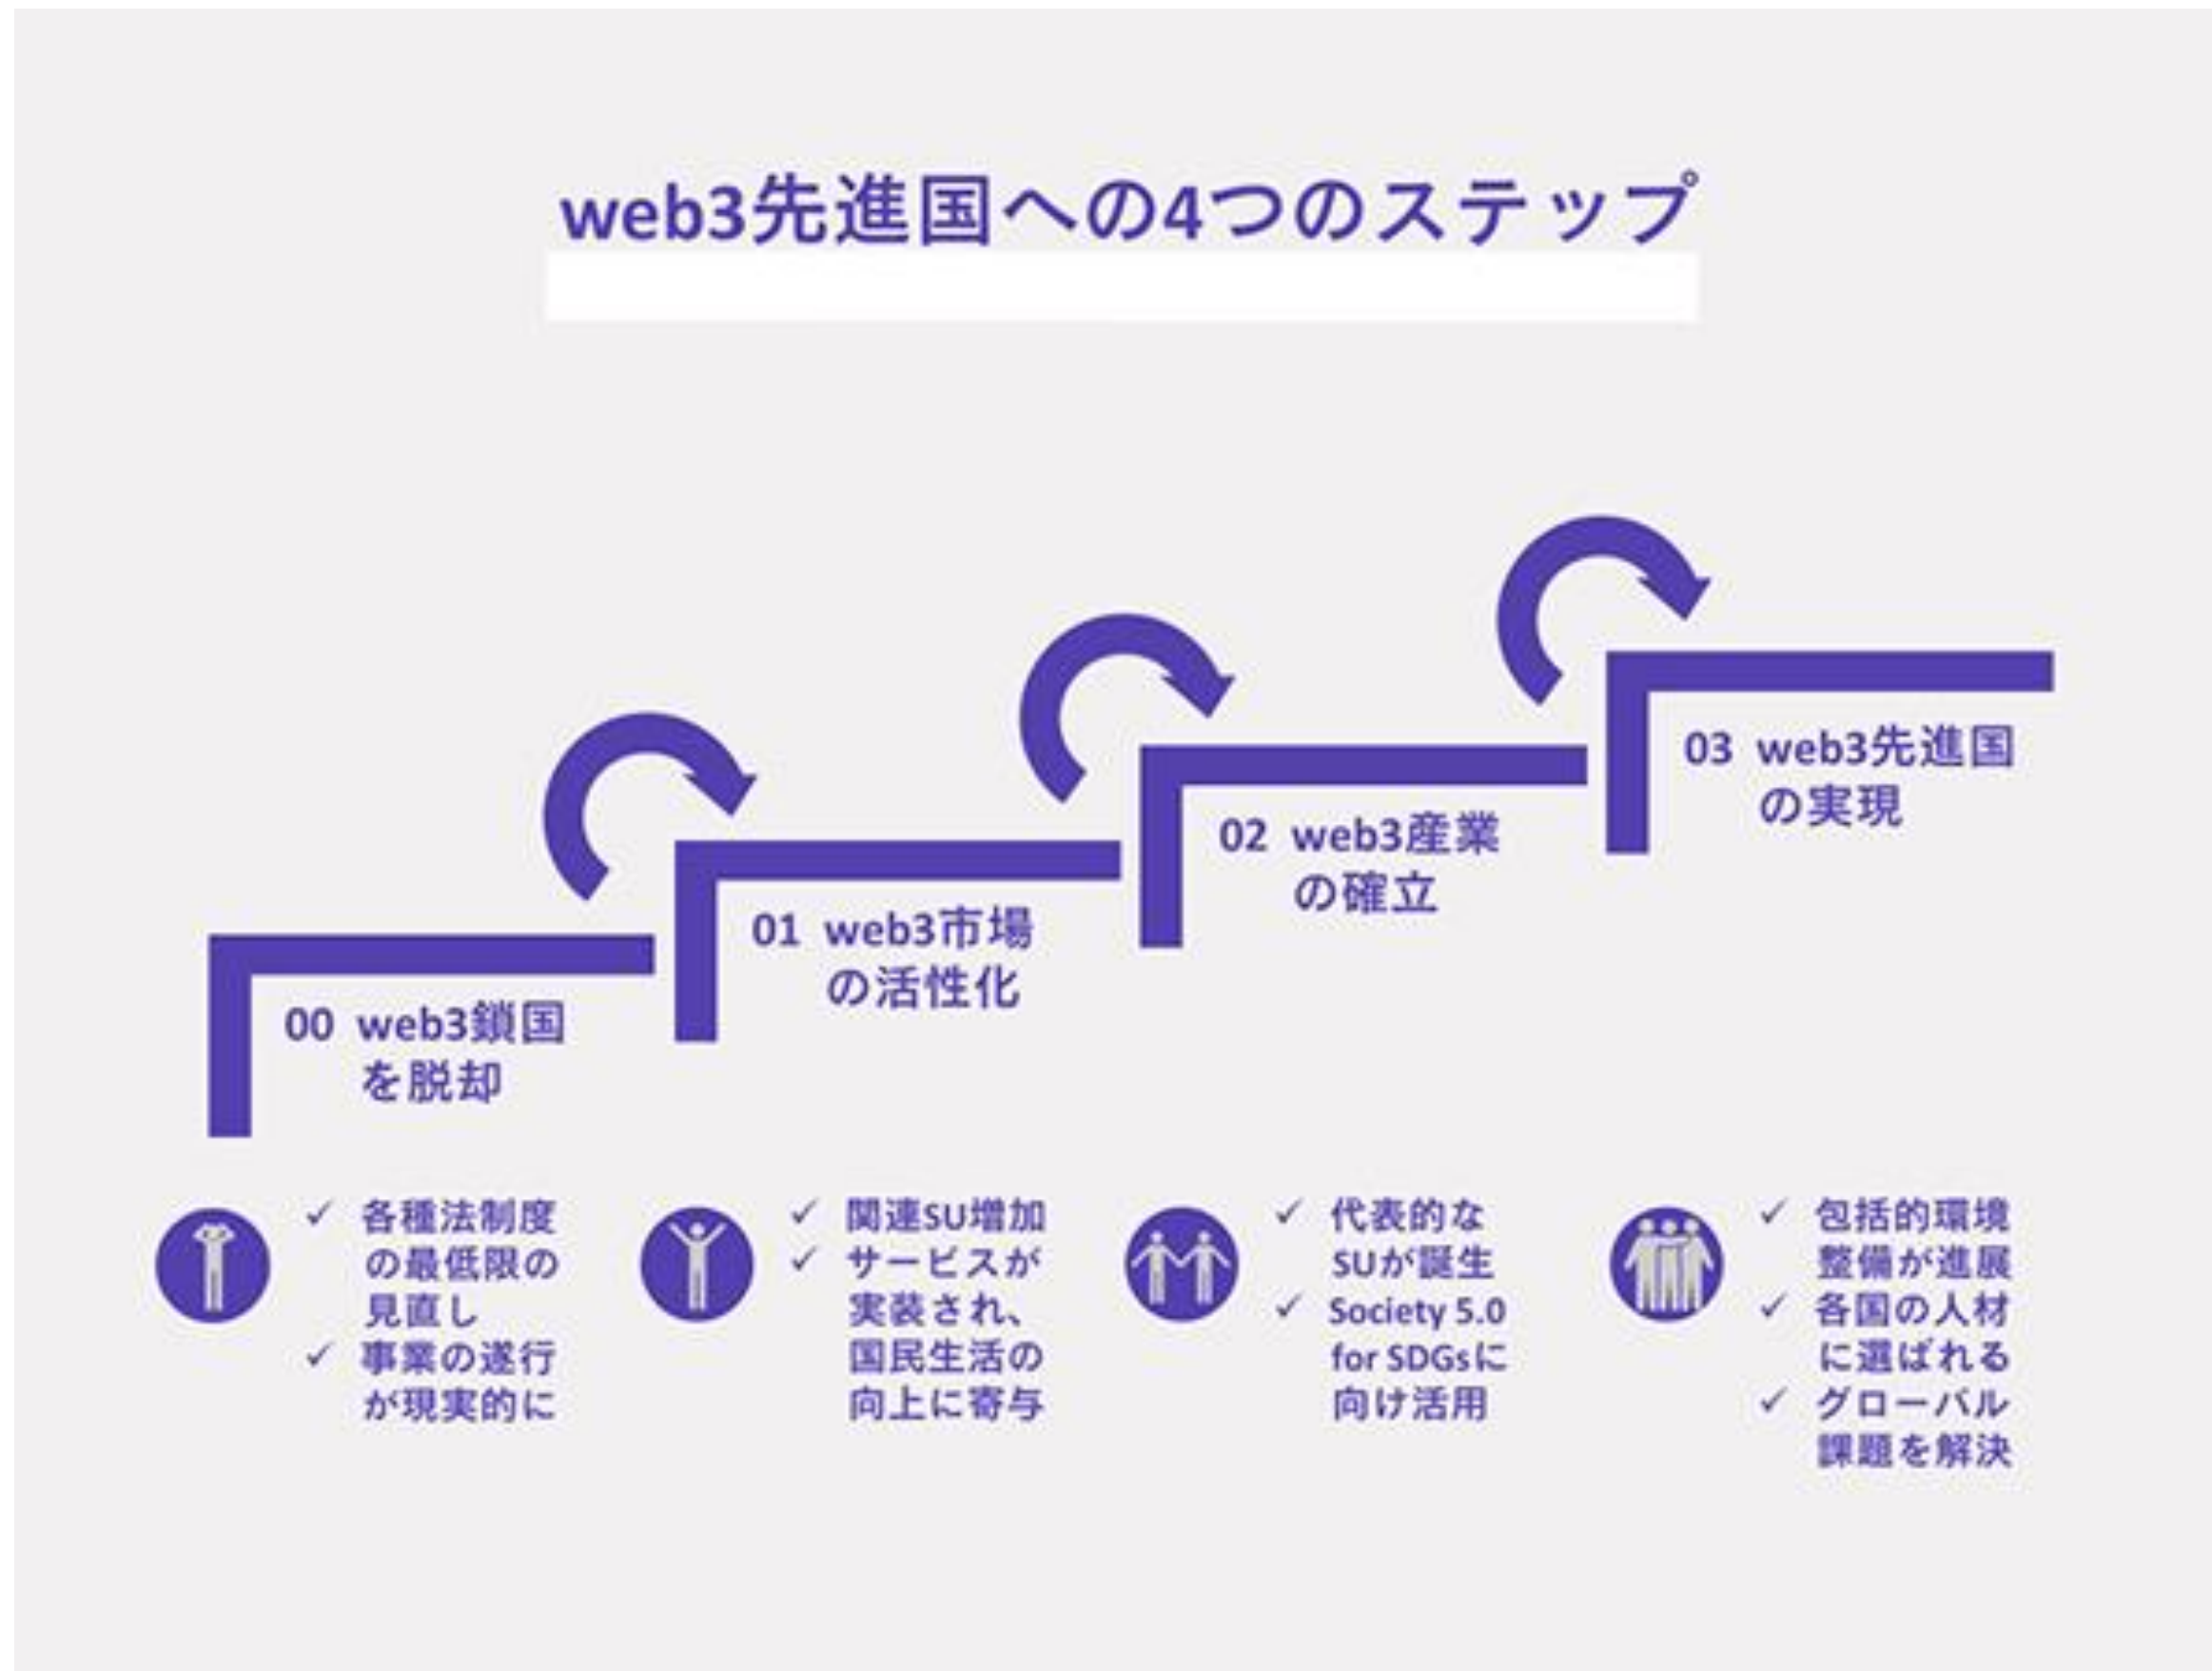 web3先進国への4つのステップ
00 web3鎖国
を脱却
01 web3市場
の活性化
02 web3産業
の確立
03 web3先進国
の実現
✓ 各種法制度
の最低限の
見直し
✓ 事業の遂行
が現実的に
✓ 関連SU増加
✓ サービスが
実装され、
国民生活の
向上に寄与
✓ 代表的な
SUが誕生
✓ Society 5.0
for SDGsに
向け活用
✓ 包括的環境
整備が進展
✓ 各国の人材
に選ばれる
✓ グローバル
課題を解決